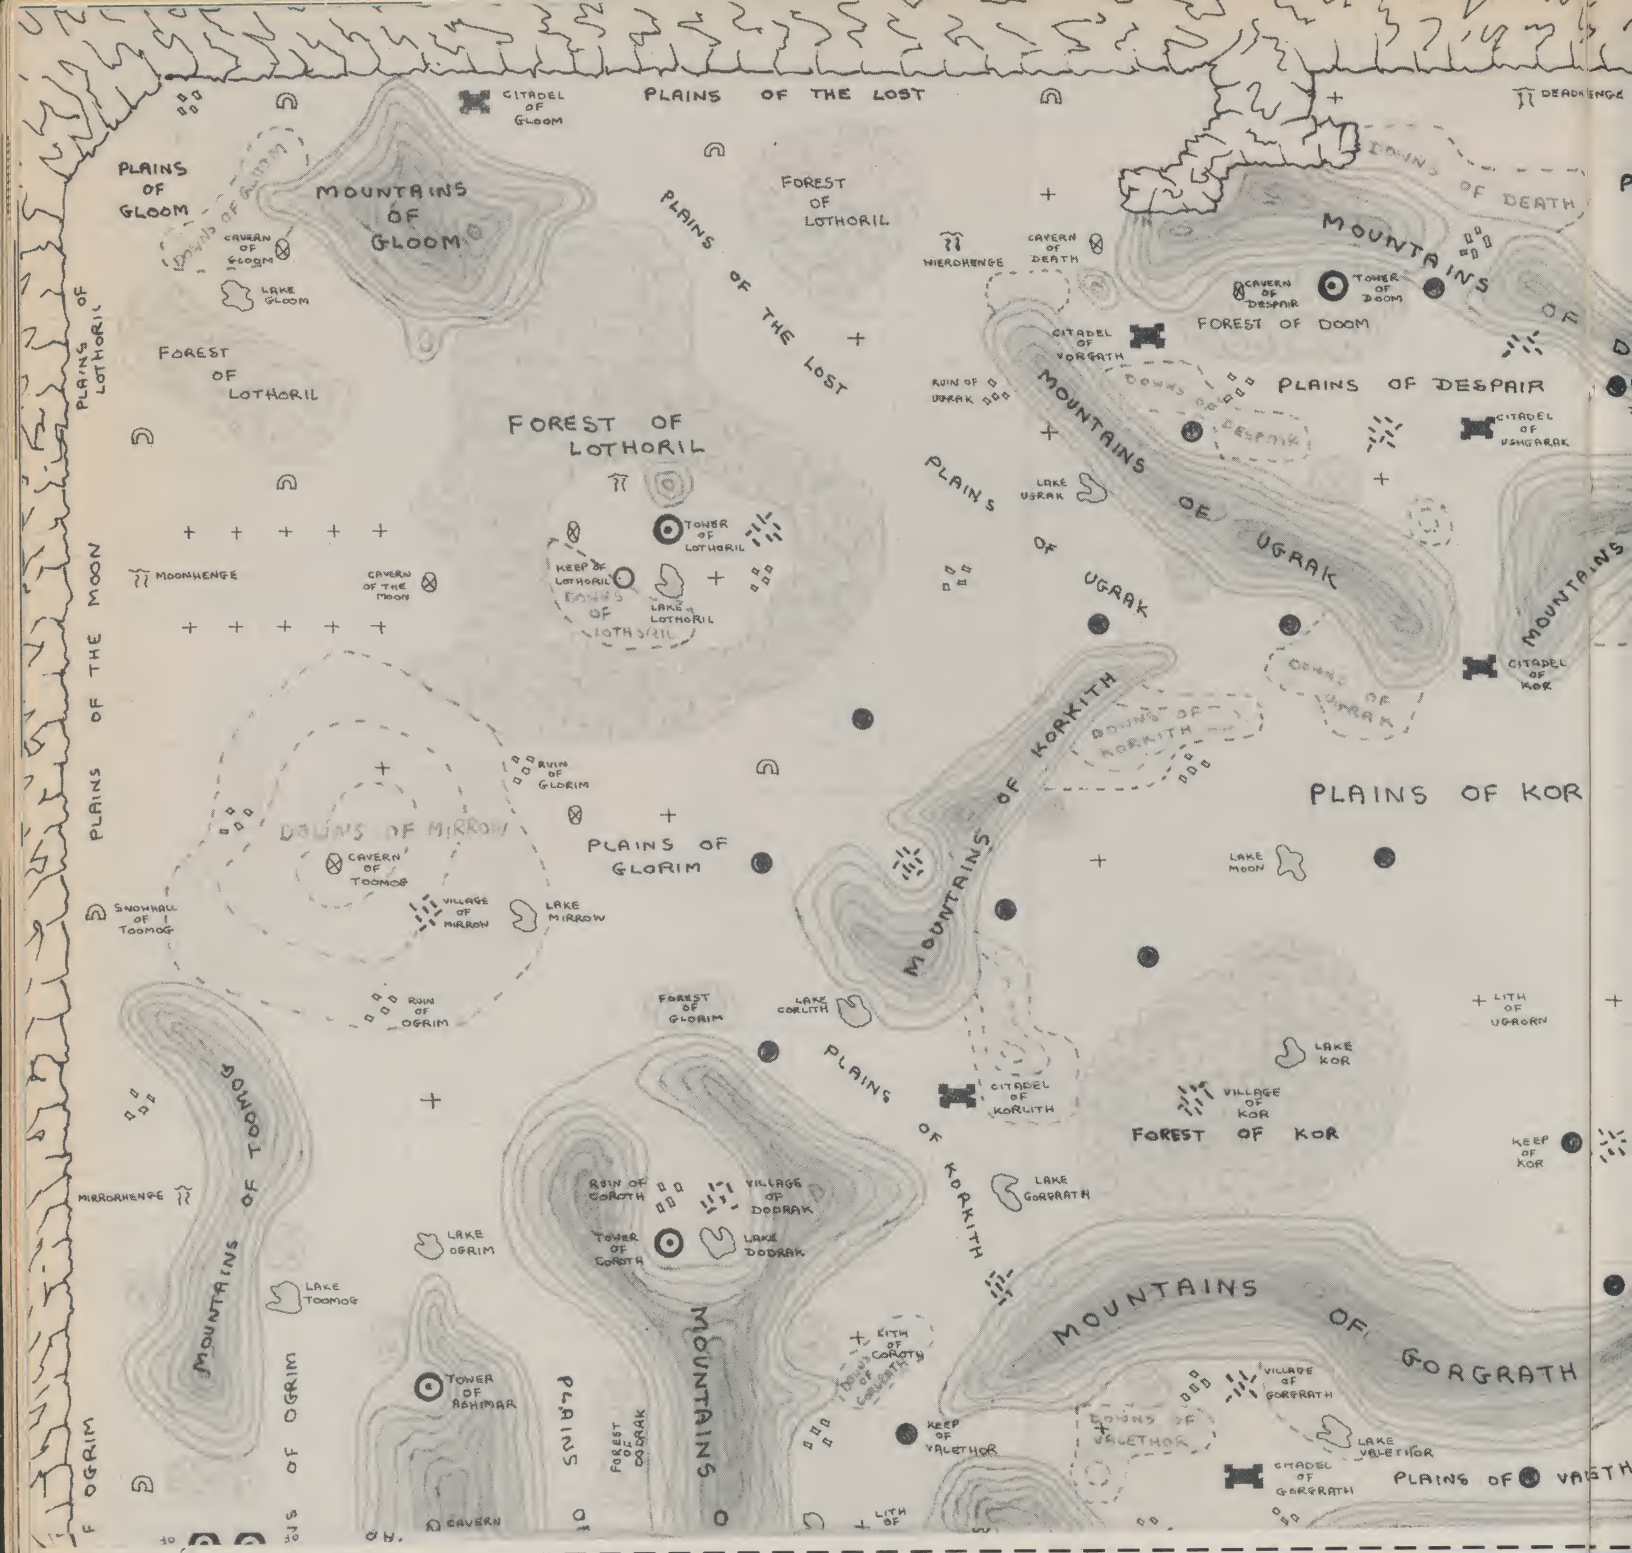 CITADEL
OF
GLOOM
PLAINS OF THE LOST
DEADHENGE
PLAINS
OF
GLOOM
DOWNS OF GLOOM
MOUNTAINS
OF
GLOOM
FOREST
OF
LOTHORIL
DOWNS OF DEATH
PLAINS OF THE LOST
CAVERN
OF
GLOOM
LAKE
GLOOM
WIERDHENGE
CAVERN
OF
DEATH
MOUNTAINS OF
CAVERN
OF
DESPAIR
TOWER
OF
DOOM
FOREST OF DOOM
PLAINS OF
LOTHORIL
FOREST
OF
LOTHORIL
CITADEL
OF
VORGATH
RUIN OF
UGRAK
DOWNS OF
DESPAIR
PLAINS OF DESPAIR
CITADEL
OF
USHGARAK
FOREST OF
LOTHORIL
MOUNTAINS OF UGRAK
LAKE
UGRAK
PLAINS
OF
UGRAK
TOWER
OF
LOTHORIL
KEEP OF
LOTHORIL
DOWNS
OF
LOTHORIL
LAKE
LOTHORIL
MOONHENGE
CAVERN
OF THE
MOON
PLAINS OF THE MOON
MOUNTAINS
CITADEL
OF
KOR
DOWNS OF
UGRAK
MOUNTAINS OF KORKITH
DOWNS OF
KORKITH
RUIN
OF
GLORIM
PLAINS OF KOR
DOWNS OF MIRROW
PLAINS OF
GLORIM
CAVERN
OF
TOOMOG
LAKE
MOON
VILLAGE
OF
MIRROW
LAKE
MIRROW
SNOWHALL
OF
TOOMOG
RUIN
OF
OGRIM
FOREST
OF
GLORIM
LAKE
CORLITH
LITH
OF
UGRORN
PLAINS
OF
KORKITH
LAKE
KOR
CITADEL
OF
KORLITH
VILLAGE
OF
KOR
FOREST OF KOR
KEEP
OF
KOR
MOUNTAINS OF TOOMOG
MIRRORHENGE
RUIN OF
COROTH
VILLAGE
OF
DODRAK
LAKE
GORGRATH
TOWER
OF
COROTH
LAKE
DODRAK
LAKE
OGRIM
LAKE
TOOMOG
MOUNTAINS OF GORGRATH
MOUNTAINS
O
LITH
OF
COROTH
DOWNS
OF
GORGRATH
TOWER
OF
ASHIMAR
PLAINS
OF
FOREST
OF
DODRAK
VILLAGE
OF
GORGRATH
DOWNS OF
VALETHOR
KEEP
OF
VALETHOR
LAKE
VALETHOR
CITADEL
OF
GORGRATH
PLAINS OF VALETH
F OGRIM
NS OF OGRIM
CAVERN
LITH
OF